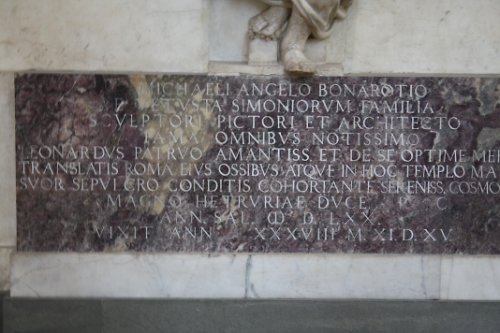 MICHAELI ANGELO BONAROTIO
E VETVSTA SIMONIORVM FAMILIA
SCVLPTORI PICTORI ET ARCHITECTO
FAMA OMNIBVS NOTISSIMO
LEONARDVS PATRVO AMANTISS ET DE SE OPTIME MER
TRANSLATIS ROMA EIVS OSSIBVS ATQVE IN HOC TEMPLO MA
SVOR SEPVLCRO CONDITIS COHORTANTE SERENISS COSMO
MAGNO HETRVRIAE DVCE P C
ANN SAL M D LXX
VIXIT ANN XXXVIII M XI D XV